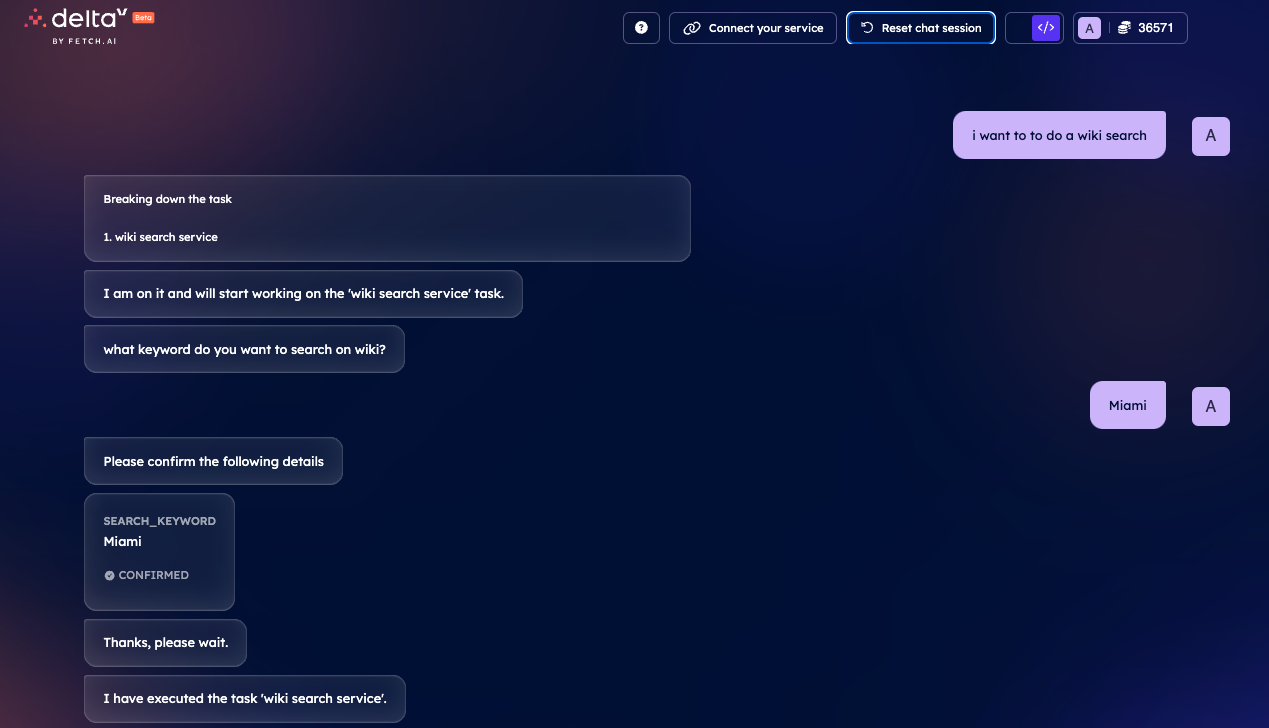 deltaV Beta
BY FETCH.AI
Connect your service
Reset chat session
</>
A
36571
i want to to do a wiki search
A
Breaking down the task
1. wiki search service
I am on it and will start working on the 'wiki search service' task.
what keyword do you want to search on wiki?
Miami
A
Please confirm the following details
SEARCH_KEYWORD
Miami
CONFIRMED
Thanks, please wait.
I have executed the task 'wiki search service'.